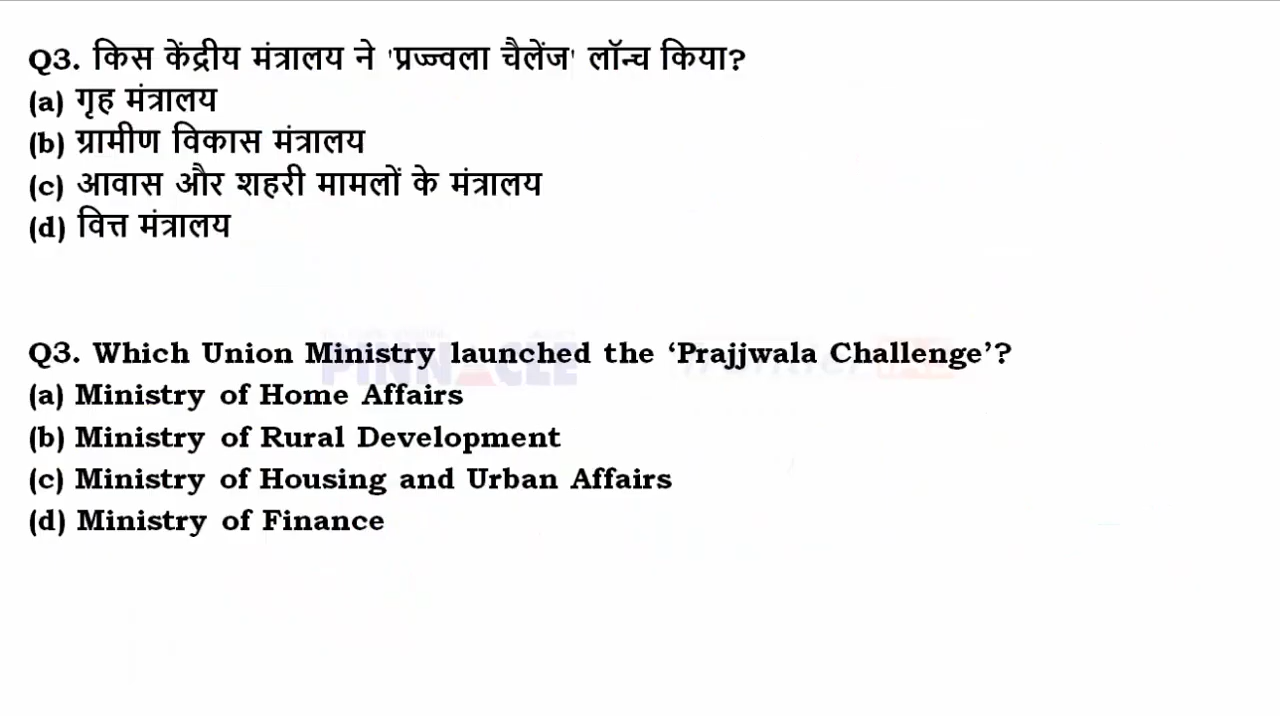 Q3. किस केंद्रीय मंत्रालय ने 'प्रज्ज्वला चैलेंज' लॉन्च किया?
(a) गृह मंत्रालय
(b) ग्रामीण विकास मंत्रालय
(c) आवास और शहरी मामलों के मंत्रालय
(d) वित्त मंत्रालय
Q3. Which Union Ministry launched the ‘Prajjwala Challenge’?
PINNACLE
(a) Ministry of Home Affairs
(b) Ministry of Rural Development
(c) Ministry of Housing and Urban Affairs
(d) Ministry of Finance